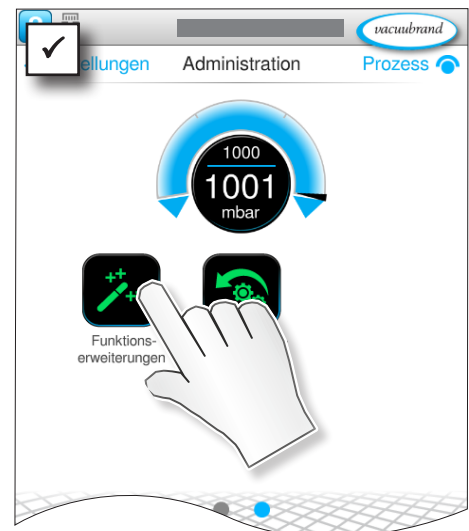 vacuubrand
ellungen Administration Prozess
1000
1001
mbar
Funktions-
erweiterungen